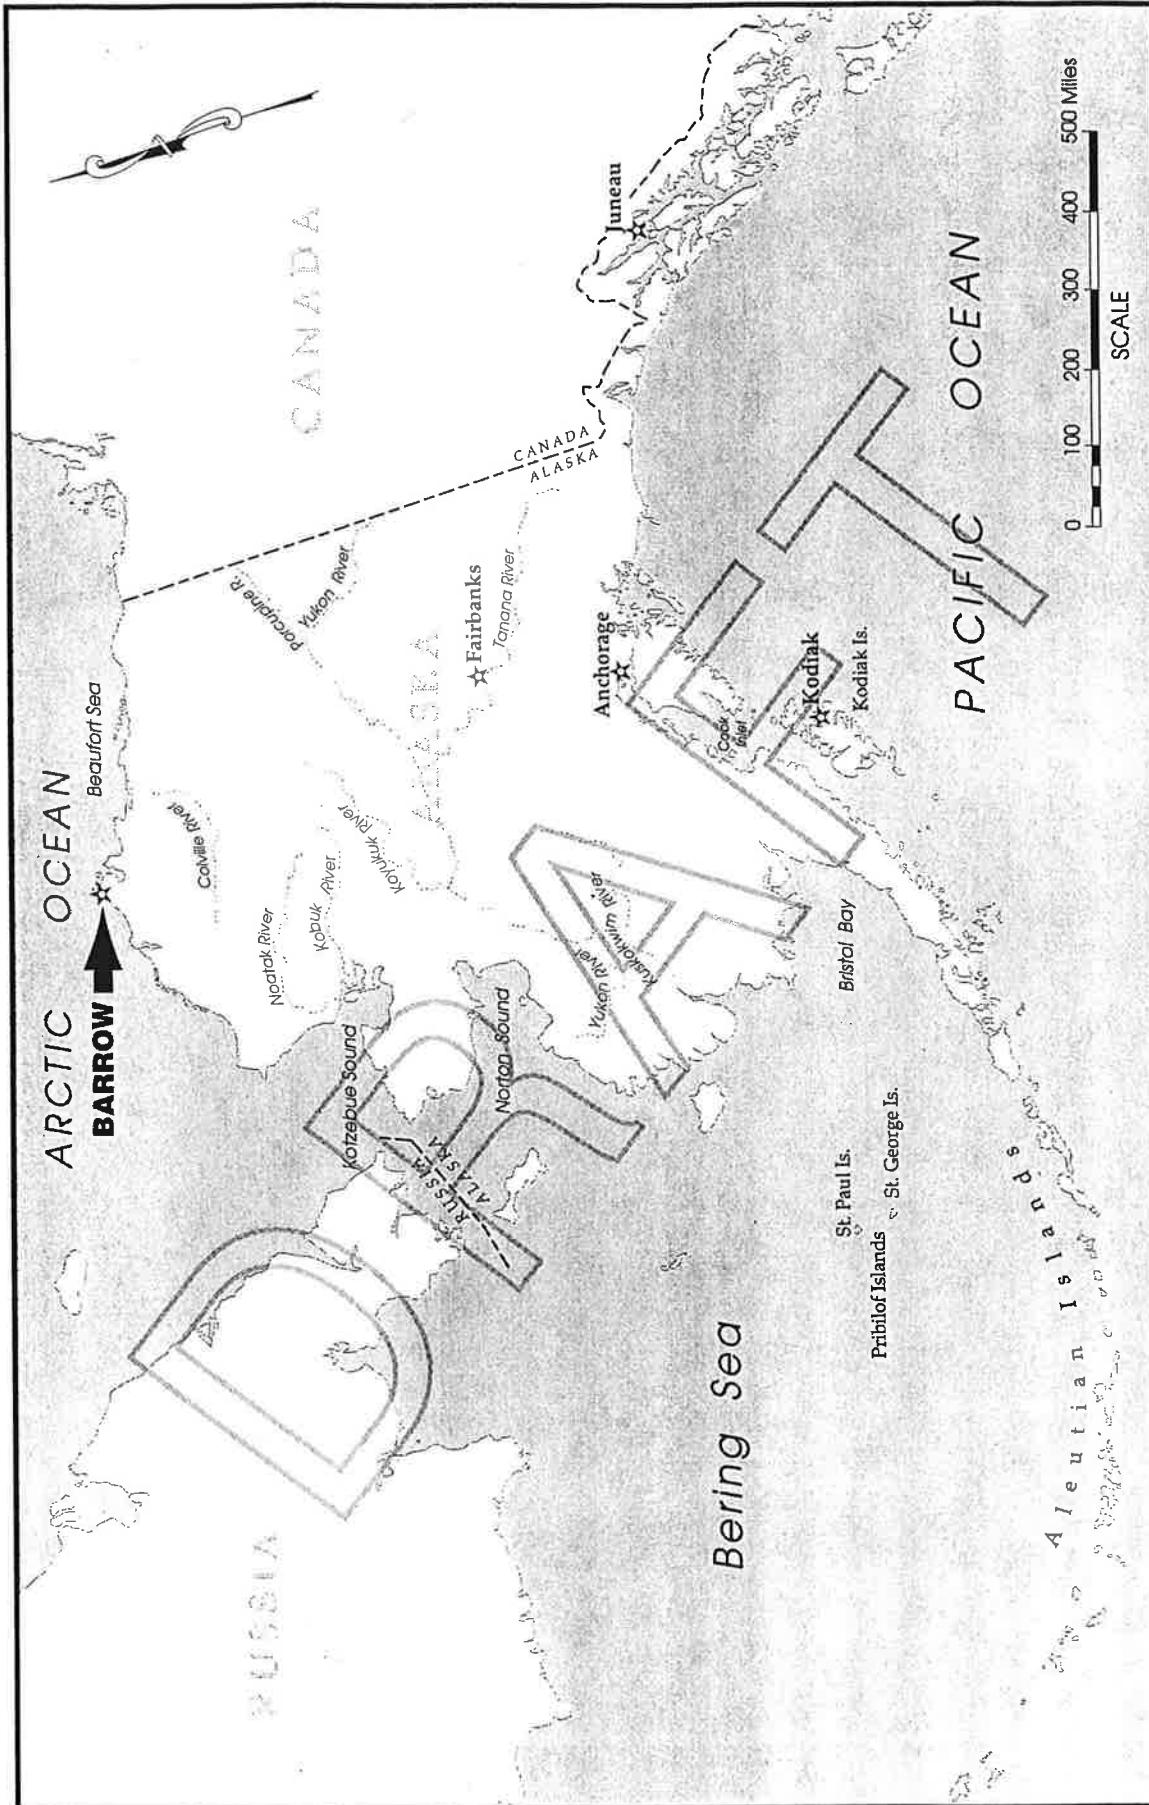 ARCTIC OCEAN
BARROW
Beaufort Sea
CANADA
RUSSIA
Colville River
Noatak River
Kobuk River
Koyukuk River
Porcupine R.
Yukon River
Kotzebue Sound
RUSSIA
ALASKA
Norton Sound
ALASKA
Fairbanks
Tanana River
CANADA
ALASKA
Juneau
Yukon River
Kuskokwim River
Anchorage
Cook
Inlet
Kodiak
Kodiak Is.
Bristol Bay
Bering Sea
St. Paul Is.
Pribilof Islands
St. George Is.
Aleutian Islands
PACIFIC OCEAN
0 100 200 300 400 500 Miles
SCALE
DRAFT
N